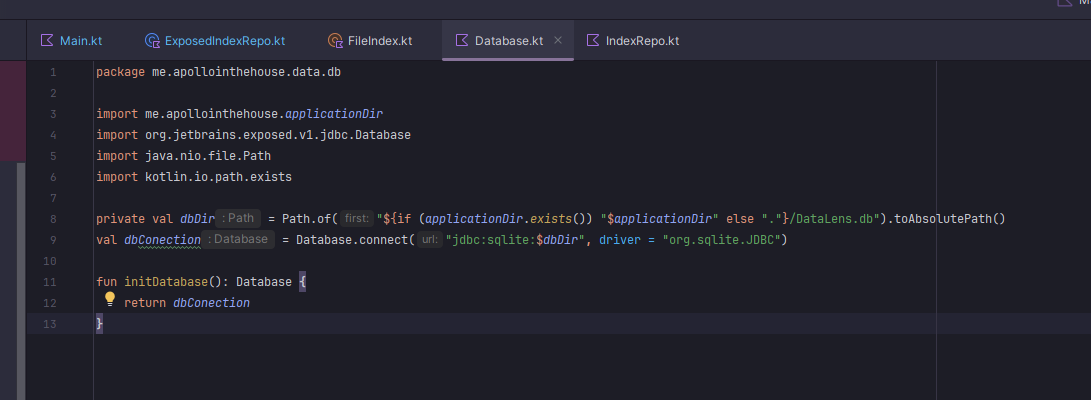 M
Main.kt ExposedIndexRepo.kt FileIndex.kt Database.kt IndexRepo.kt
1 package me.apollointhehouse.data.db
2
3 import me.apollointhehouse.applicationDir
4 import org.jetbrains.exposed.v1.jdbc.Database
5 import java.nio.file.Path
6 import kotlin.io.path.exists
7
8 private val dbDir : Path = Path.of( first: "${if (applicationDir.exists()) "$applicationDir" else "."}/DataLens.db").toAbsolutePath()
9 val dbConection : Database = Database.connect( url: "jdbc:sqlite:$dbDir", driver = "org.sqlite.JDBC")
10
11 fun initDatabase(): Database {
12 return dbConection
13 }